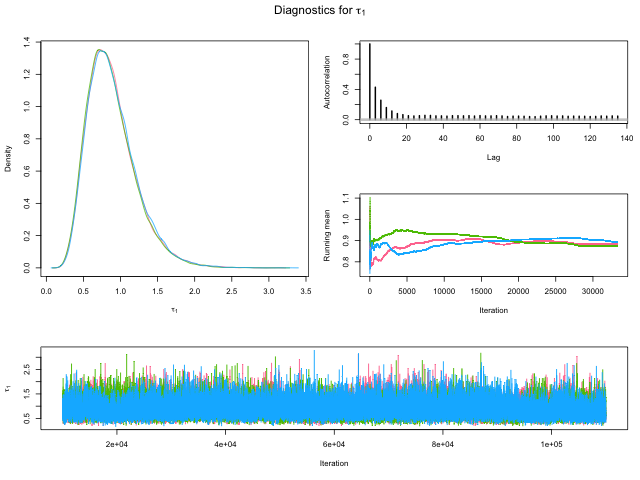 Diagnostics for τ1
Density
0.0 0.2 0.4 0.6 0.8 1.0 1.2 1.4
0.0 0.5 1.0 1.5 2.0 2.5 3.0 3.5
τ1
Autocorrelation
0.0 0.4 0.8
0 20 40 60 80 100 120 140
Lag
Running mean
0.8 0.9 1.0 1.1
0 5000 10000 15000 20000 25000 30000
Iteration
τ1
0.5 1.5 2.5
2e+04 4e+04 6e+04 8e+04 1e+05
Iteration